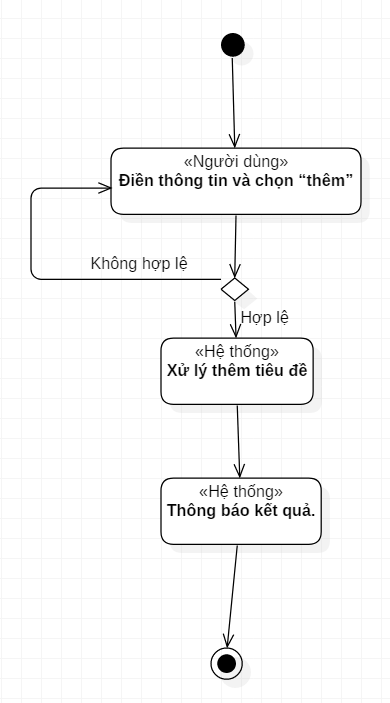 «Người dùng»
Điền thông tin và chọn “thêm”
Không hợp lệ
Hợp lệ
«Hệ thống»
Xử lý thêm tiêu đề
«Hệ thống»
Thông báo kết quả.